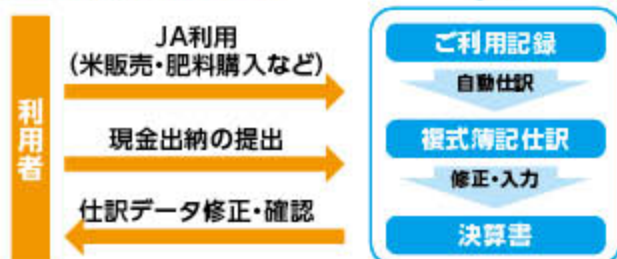 利用者
JA利用
(米販売・肥料購入など)
現金出納の提出
仕訳データ修正・確認
ご利用記録
自動仕訳
複式簿記仕訳
修正・入力
決算書